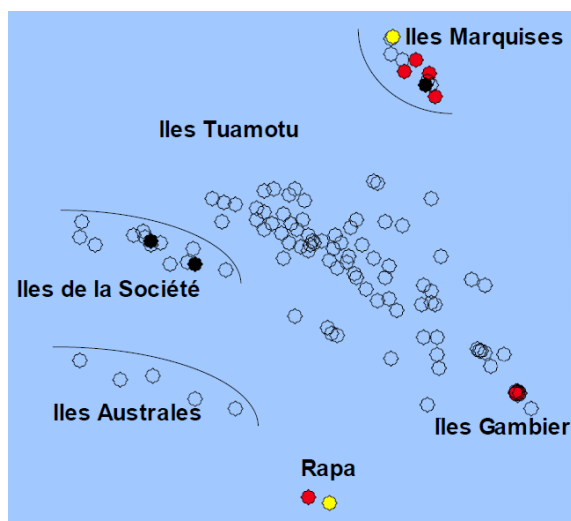 Iles Marquises
Iles Tuamotu
Iles de la Société
Iles Australes
Iles Gambier
Rapa